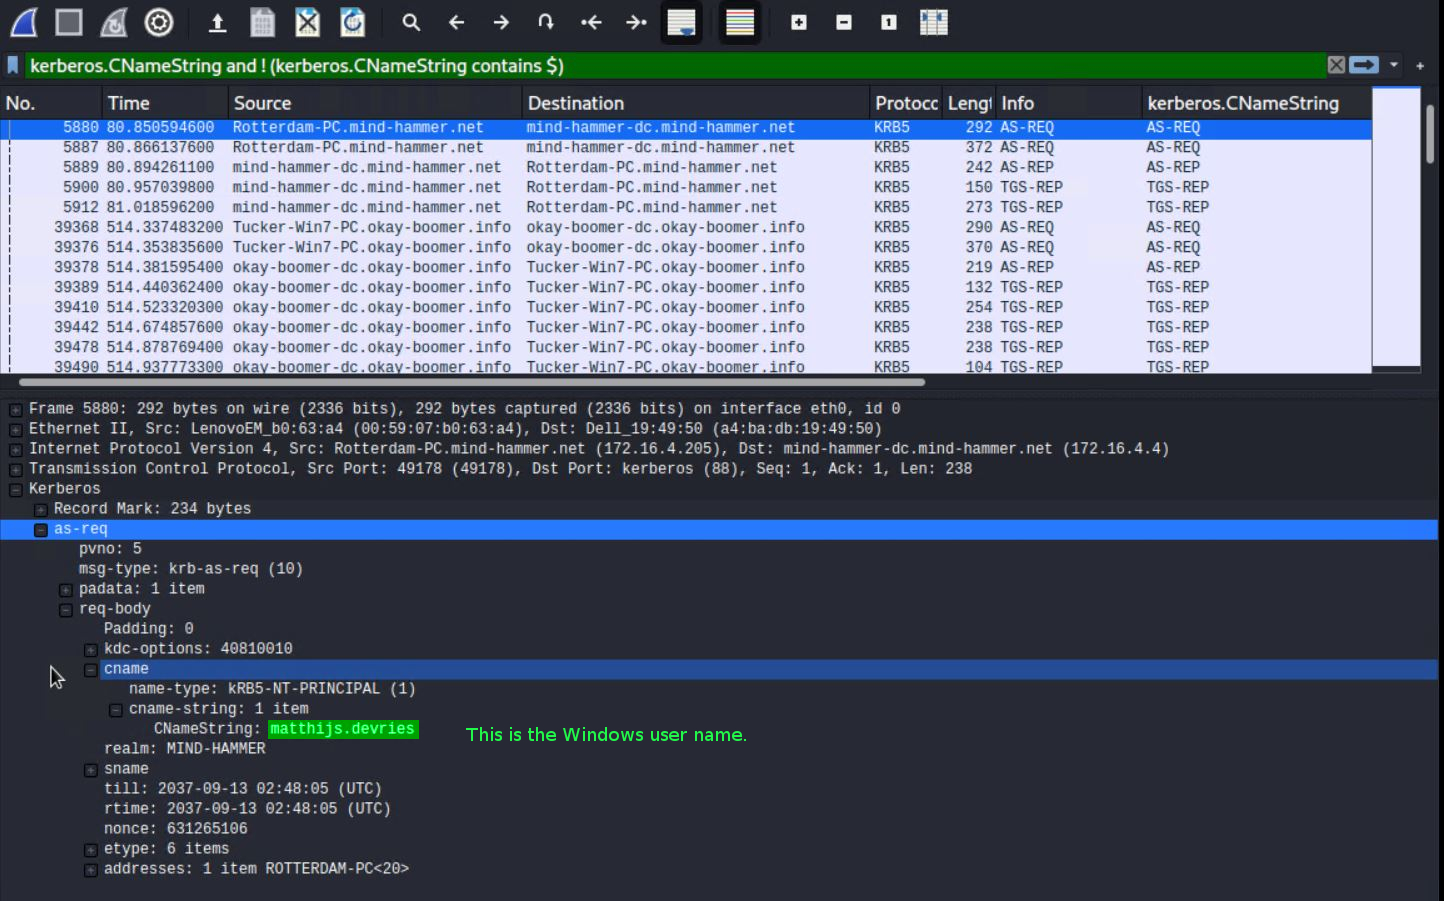 kerberos.CNameString and ! (kerberos.CNameString contains $)
No. Time Source Destination Protocc Lengt Info kerberos.CNameString
5880 80.850594600 Rotterdam-PC.mind-hammer.net mind-hammer-dc.mind-hammer.net KRB5 292 AS-REQ AS-REQ
5887 80.866137600 Rotterdam-PC.mind-hammer.net mind-hammer-dc.mind-hammer.net KRB5 372 AS-REQ AS-REQ
5889 80.894261100 mind-hammer-dc.mind-hammer.net Rotterdam-PC.mind-hammer.net KRB5 242 AS-REP AS-REP
5900 80.957039800 mind-hammer-dc.mind-hammer.net Rotterdam-PC.mind-hammer.net KRB5 150 TGS-REP TGS-REP
5912 81.018596200 mind-hammer-dc.mind-hammer.net Rotterdam-PC.mind-hammer.net KRB5 273 TGS-REP TGS-REP
39368 514.337483200 Tucker-Win7-PC.okay-boomer.info okay-boomer-dc.okay-boomer.info KRB5 290 AS-REQ AS-REQ
39376 514.353835600 Tucker-Win7-PC.okay-boomer.info okay-boomer-dc.okay-boomer.info KRB5 370 AS-REQ AS-REQ
39378 514.381595400 okay-boomer-dc.okay-boomer.info Tucker-Win7-PC.okay-boomer.info KRB5 219 AS-REP AS-REP
39389 514.440362400 okay-boomer-dc.okay-boomer.info Tucker-Win7-PC.okay-boomer.info KRB5 132 TGS-REP TGS-REP
39410 514.523320300 okay-boomer-dc.okay-boomer.info Tucker-Win7-PC.okay-boomer.info KRB5 254 TGS-REP TGS-REP
39442 514.674857600 okay-boomer-dc.okay-boomer.info Tucker-Win7-PC.okay-boomer.info KRB5 238 TGS-REP TGS-REP
39478 514.878769400 okay-boomer-dc.okay-boomer.info Tucker-Win7-PC.okay-boomer.info KRB5 238 TGS-REP TGS-REP
39490 514.937773300 okay-boomer-dc.okay-boomer.info Tucker-Win7-PC.okay-boomer.info KRB5 104 TGS-REP TGS-REP
Frame 5880: 292 bytes on wire (2336 bits), 292 bytes captured (2336 bits) on interface eth0, id 0
Ethernet II, Src: LenovoEM_b0:63:a4 (00:59:07:b0:63:a4), Dst: Dell_19:49:50 (a4:ba:db:19:49:50)
Internet Protocol Version 4, Src: Rotterdam-PC.mind-hammer.net (172.16.4.205), Dst: mind-hammer-dc.mind-hammer.net (172.16.4.4)
Transmission Control Protocol, Src Port: 49178 (49178), Dst Port: kerberos (88), Seq: 1, Ack: 1, Len: 238
Kerberos
Record Mark: 234 bytes
as-req
pvno: 5
msg-type: krb-as-req (10)
padata: 1 item
req-body
Padding: 0
kdc-options: 40810010
cname
name-type: kRB5-NT-PRINCIPAL (1)
cname-string: 1 item
CNameString: matthijs.devries This is the Windows user name.
realm: MIND-HAMMER
sname
till: 2037-09-13 02:48:05 (UTC)
rtime: 2037-09-13 02:48:05 (UTC)
nonce: 631265106
etype: 6 items
addresses: 1 item ROTTERDAM-PC<20>